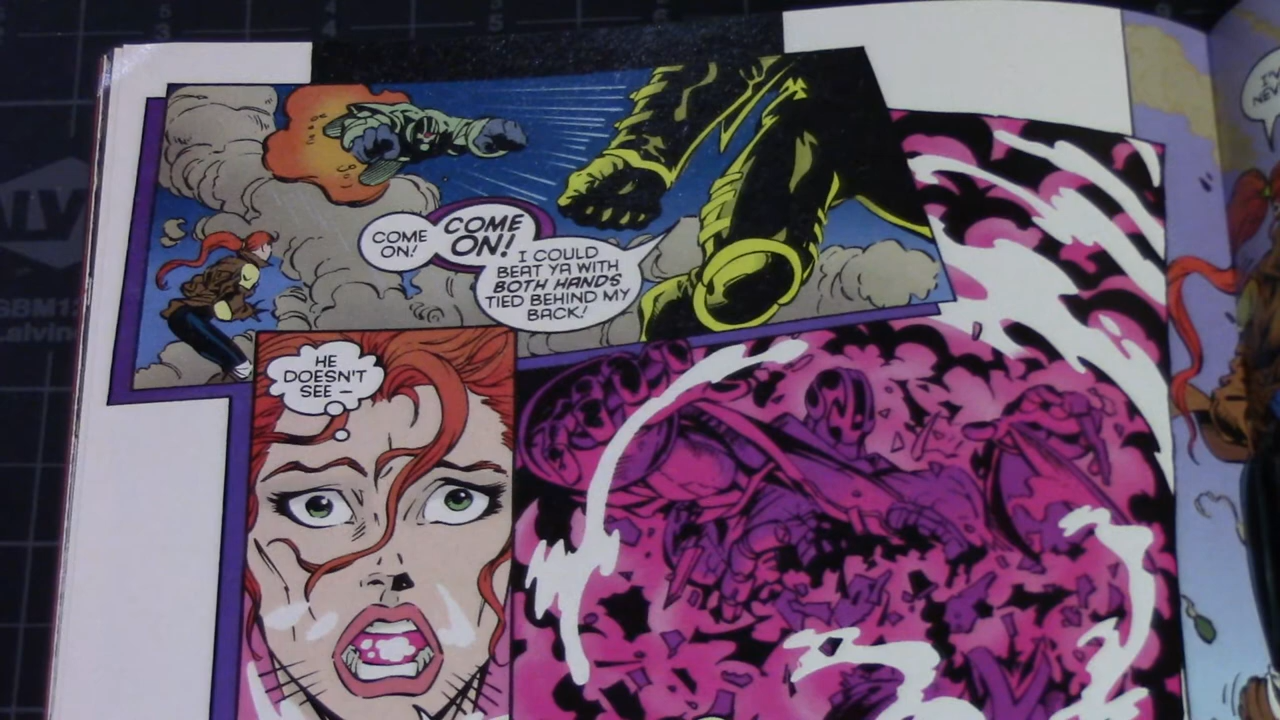 COME
ON!
COME
ON!
I COULD
BEAT YA WITH
BOTH HANDS
TIED BEHIND MY
BACK!
HE
DOESN'T
SEE –